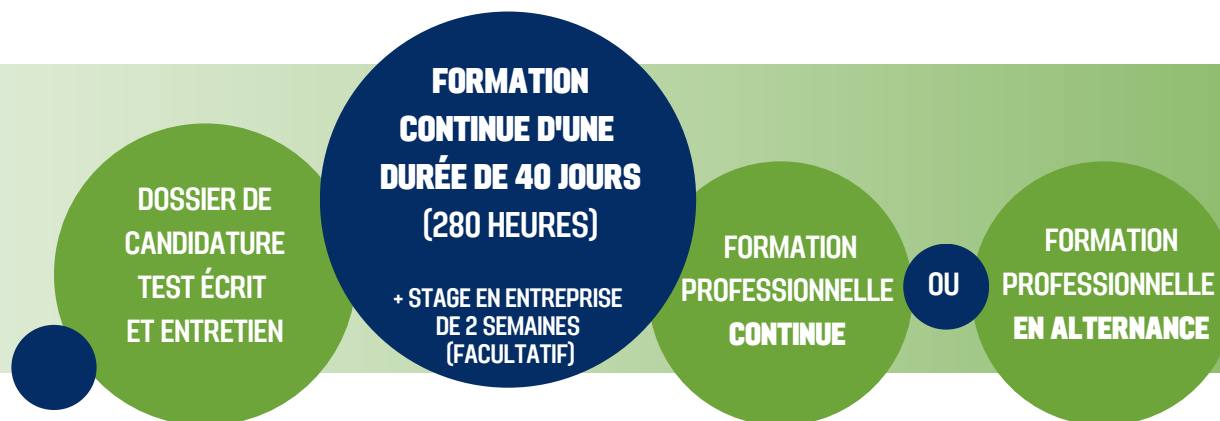 DOSSIER DE
CANDIDATURE
TEST ÉCRIT
ET ENTRETIEN
FORMATION
CONTINUE D'UNE
DURÉE DE 40 JOURS
(280 HEURES)
+ STAGE EN ENTREPRISE
DE 2 SEMAINES
(FACULTATIF)
FORMATION
PROFESSIONNELLE
CONTINUE
OU
FORMATION
PROFESSIONNELLE
EN ALTERNANCE